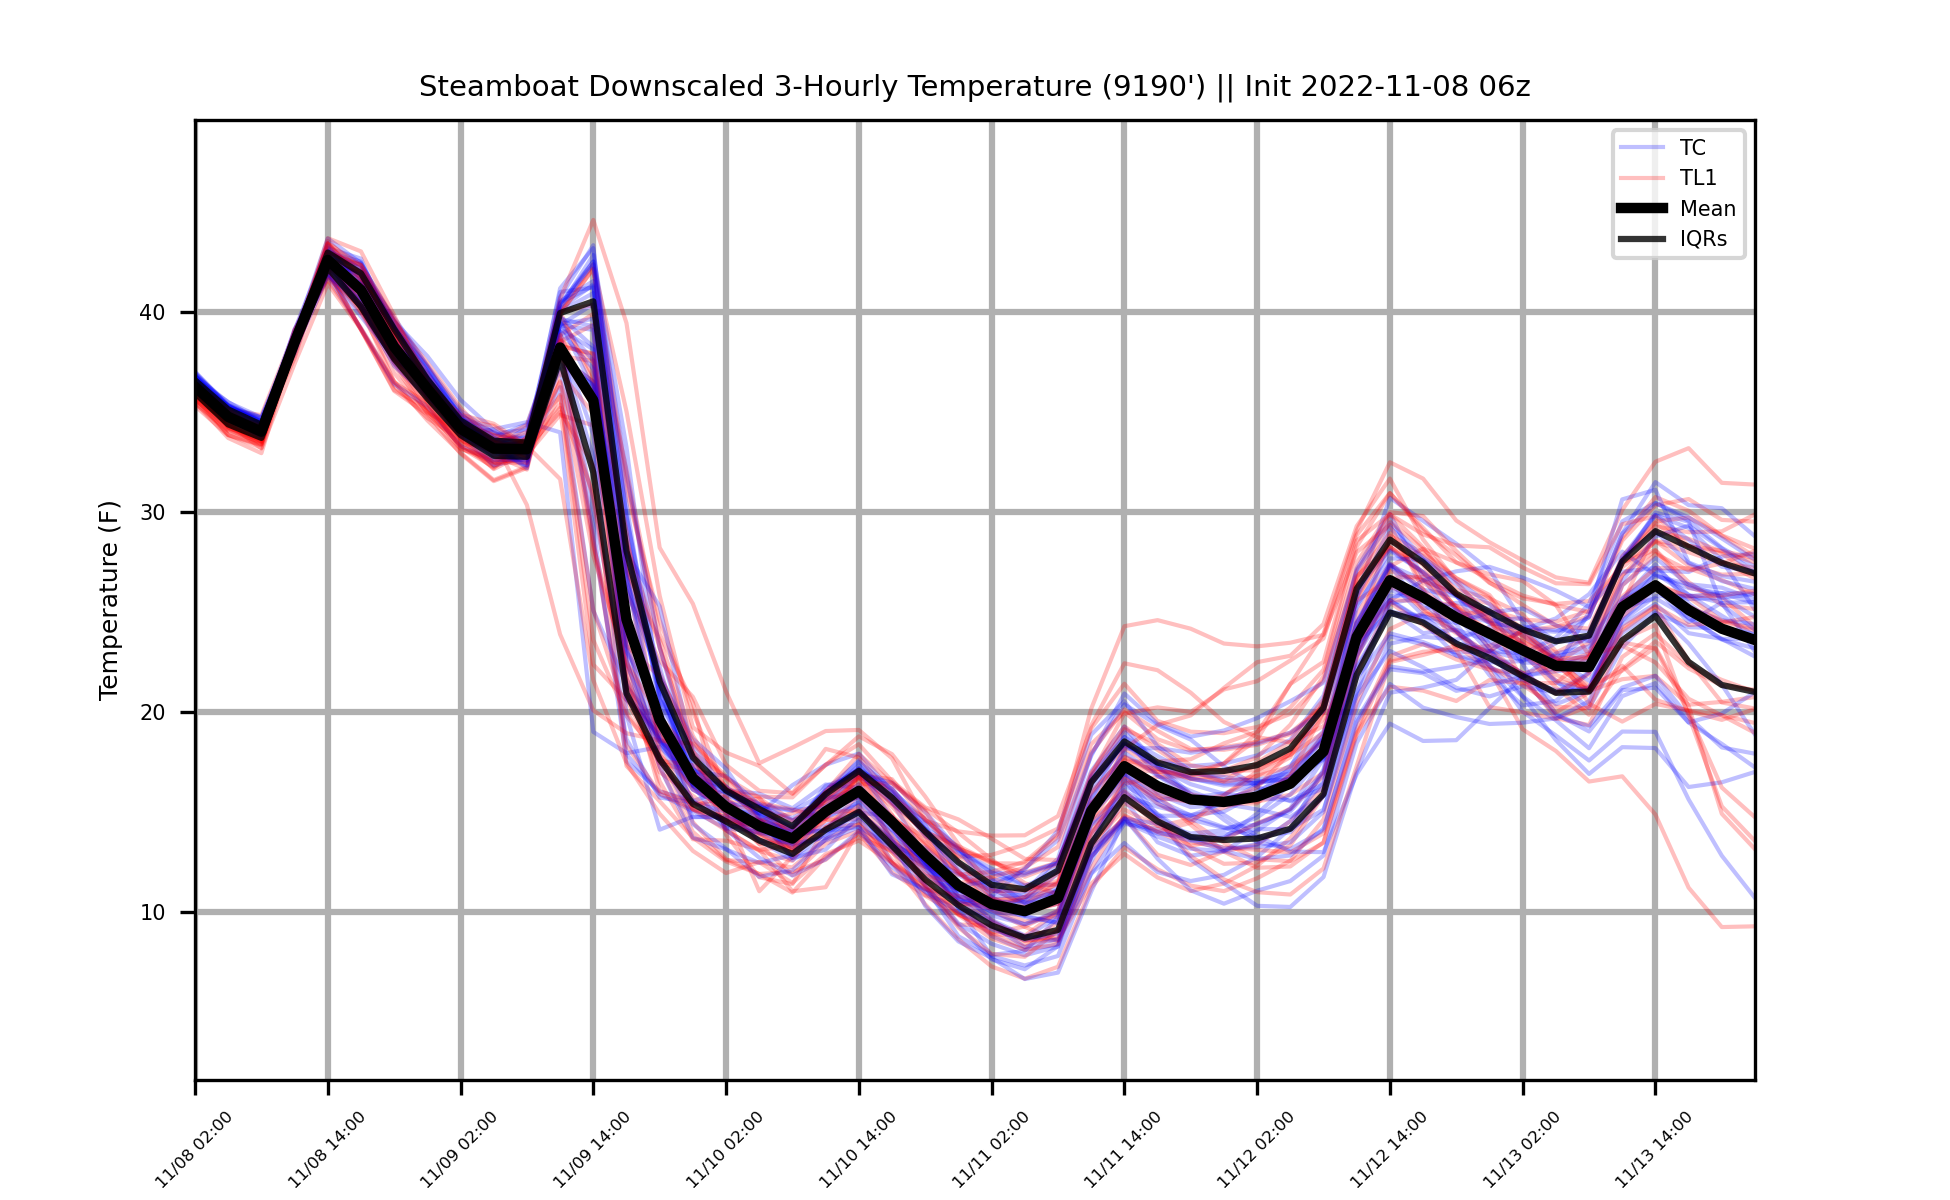 Steamboat Downscaled 3-Hourly Temperature (9190') || Init 2022-11-08 06z
TC
TL1
Mean
IQRs
Temperature (F)
40
30
20
10
11/08 02:00
11/08 14:00
11/09 02:00
11/09 14:00
11/10 02:00
11/10 14:00
11/11 02:00
11/11 14:00
11/12 02:00
11/12 14:00
11/13 02:00
11/13 14:00